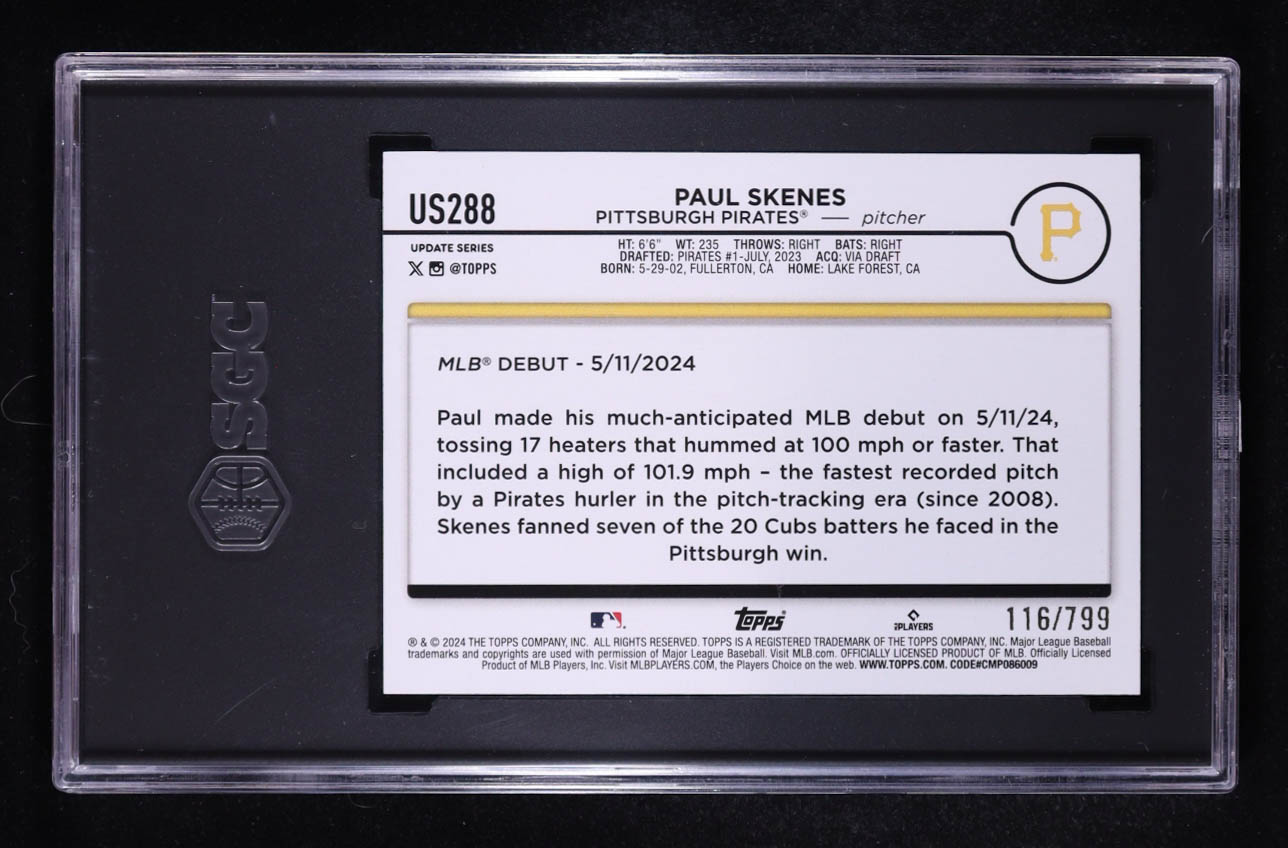 US288
PAUL SKENES
PITTSBURGH PIRATES® — pitcher
P
UPDATE SERIES
@TOPPS
HT: 6'6" WT: 235 THROWS: RIGHT BATS: RIGHT
DRAFTED: PIRATES #1-JULY, 2023 ACQ: VIA DRAFT
BORN: 5-29-02, FULLERTON, CA HOME: LAKE FOREST, CA
SGC
MLB® DEBUT - 5/11/2024
Paul made his much-anticipated MLB debut on 5/11/24,
tossing 17 heaters that hummed at 100 mph or faster. That
included a high of 101.9 mph – the fastest recorded pitch
by a Pirates hurler in the pitch-tracking era (since 2008).
Skenes fanned seven of the 20 Cubs batters he faced in the
Pittsburgh win.
Topps®
PLAYERS
116/799
® & © 2024 THE TOPPS COMPANY, INC. ALL RIGHTS RESERVED. TOPPS IS A REGISTERED TRADEMARK OF THE TOPPS COMPANY, INC. Major League Baseball
trademarks and copyrights are used with permission of Major League Baseball. Visit MLB.com. OFFICIALLY LICENSED PRODUCT OF MLB. Officially Licensed
Product of MLB Players, Inc. Visit MLBPLAYERS.COM, the Players Choice on the web. WWW.TOPPS.COM. CODE#CMP086009